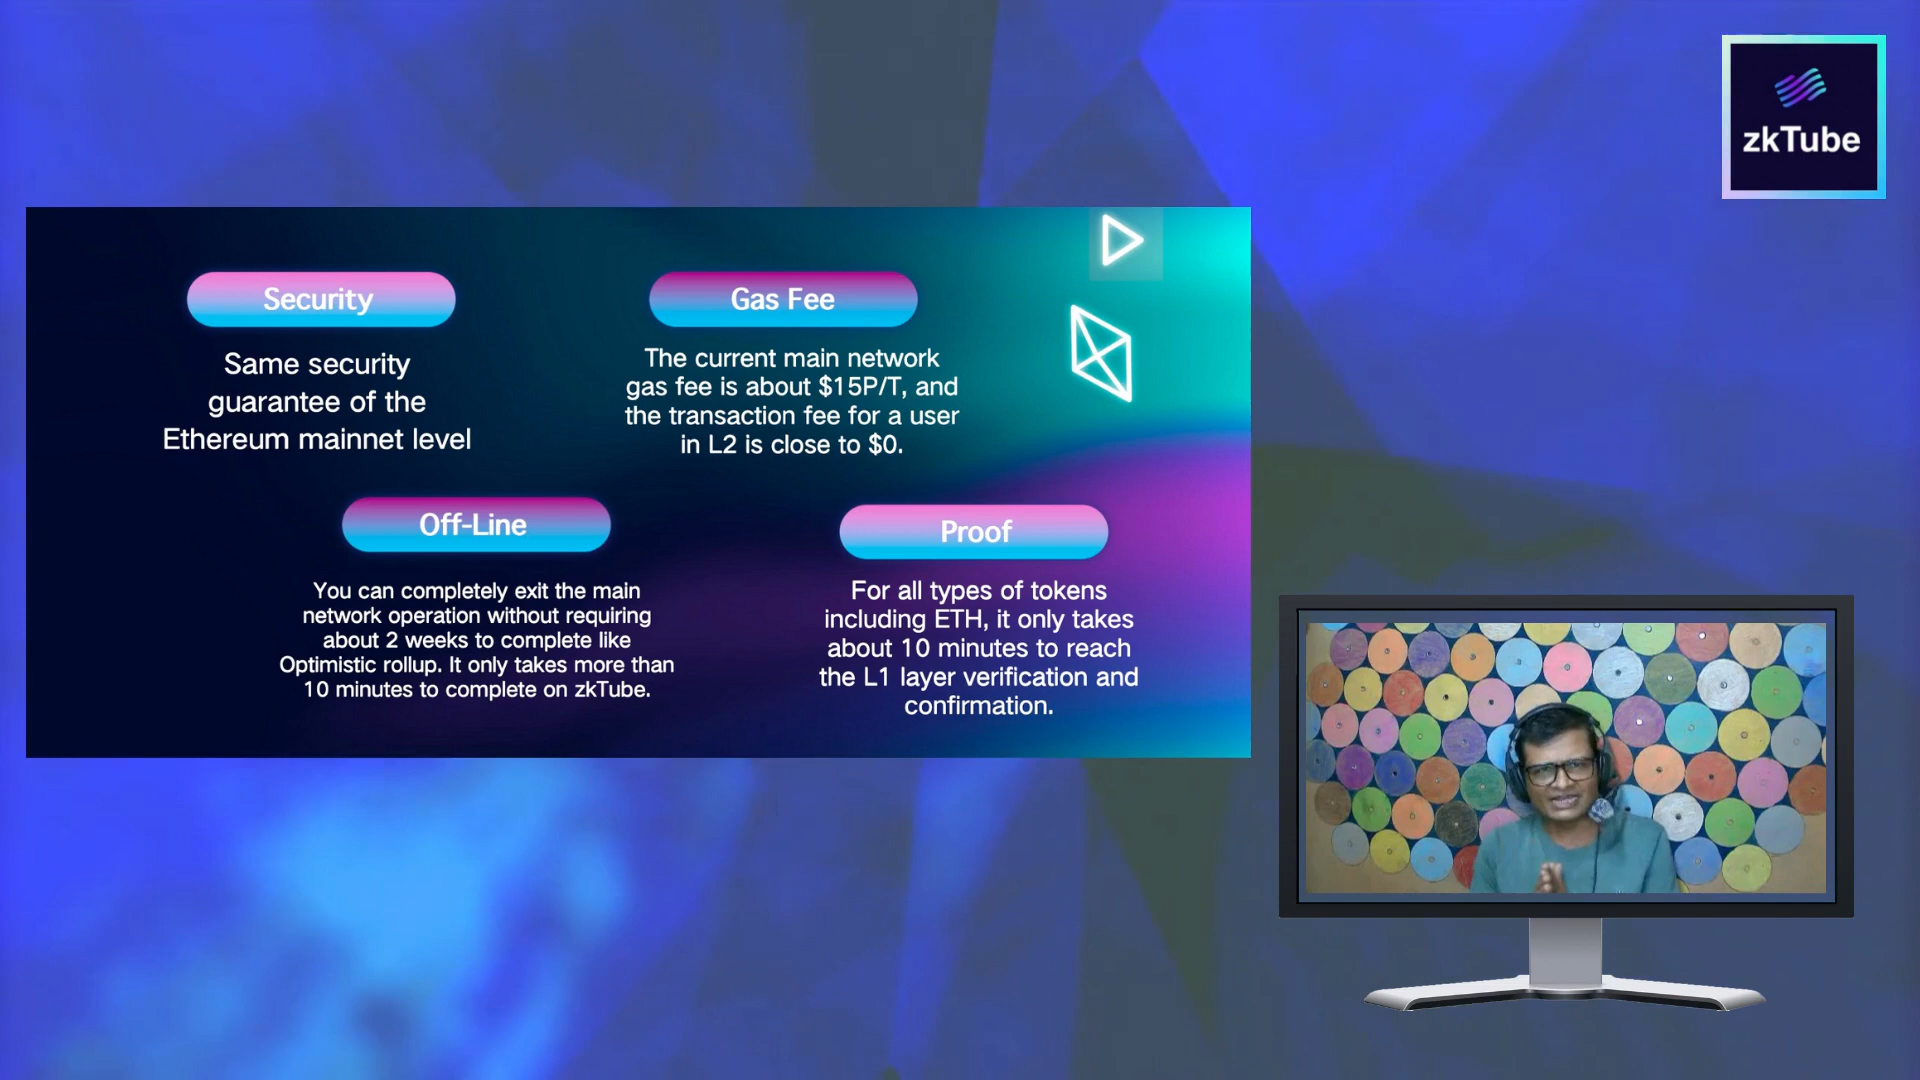 zkTube
Security
Same security
guarantee of the
Ethereum mainnet level
Gas Fee
The current main network
gas fee is about $15P/T, and
the transaction fee for a user
in L2 is close to $0.
Off-Line
You can completely exit the main
network operation without requiring
about 2 weeks to complete like
Optimistic rollup. It only takes more than
10 minutes to complete on zkTube.
Proof
For all types of tokens
including ETH, it only takes
about 10 minutes to reach
the L1 layer verification and
confirmation.